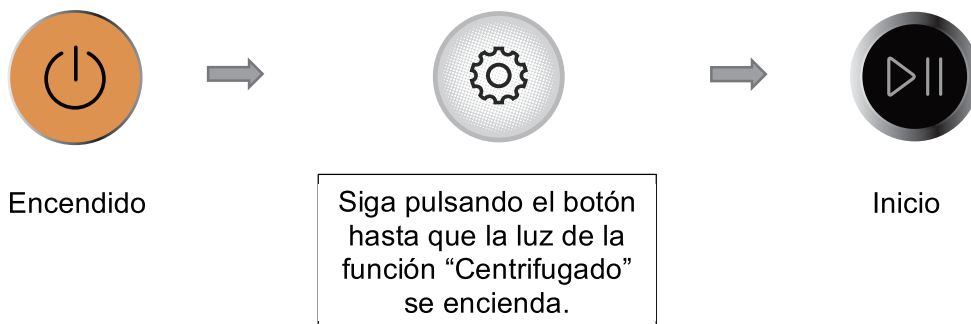 Encendido
Siga pulsando el botón
hasta que la luz de la
función “Centrifugado”
se encienda.
Inicio